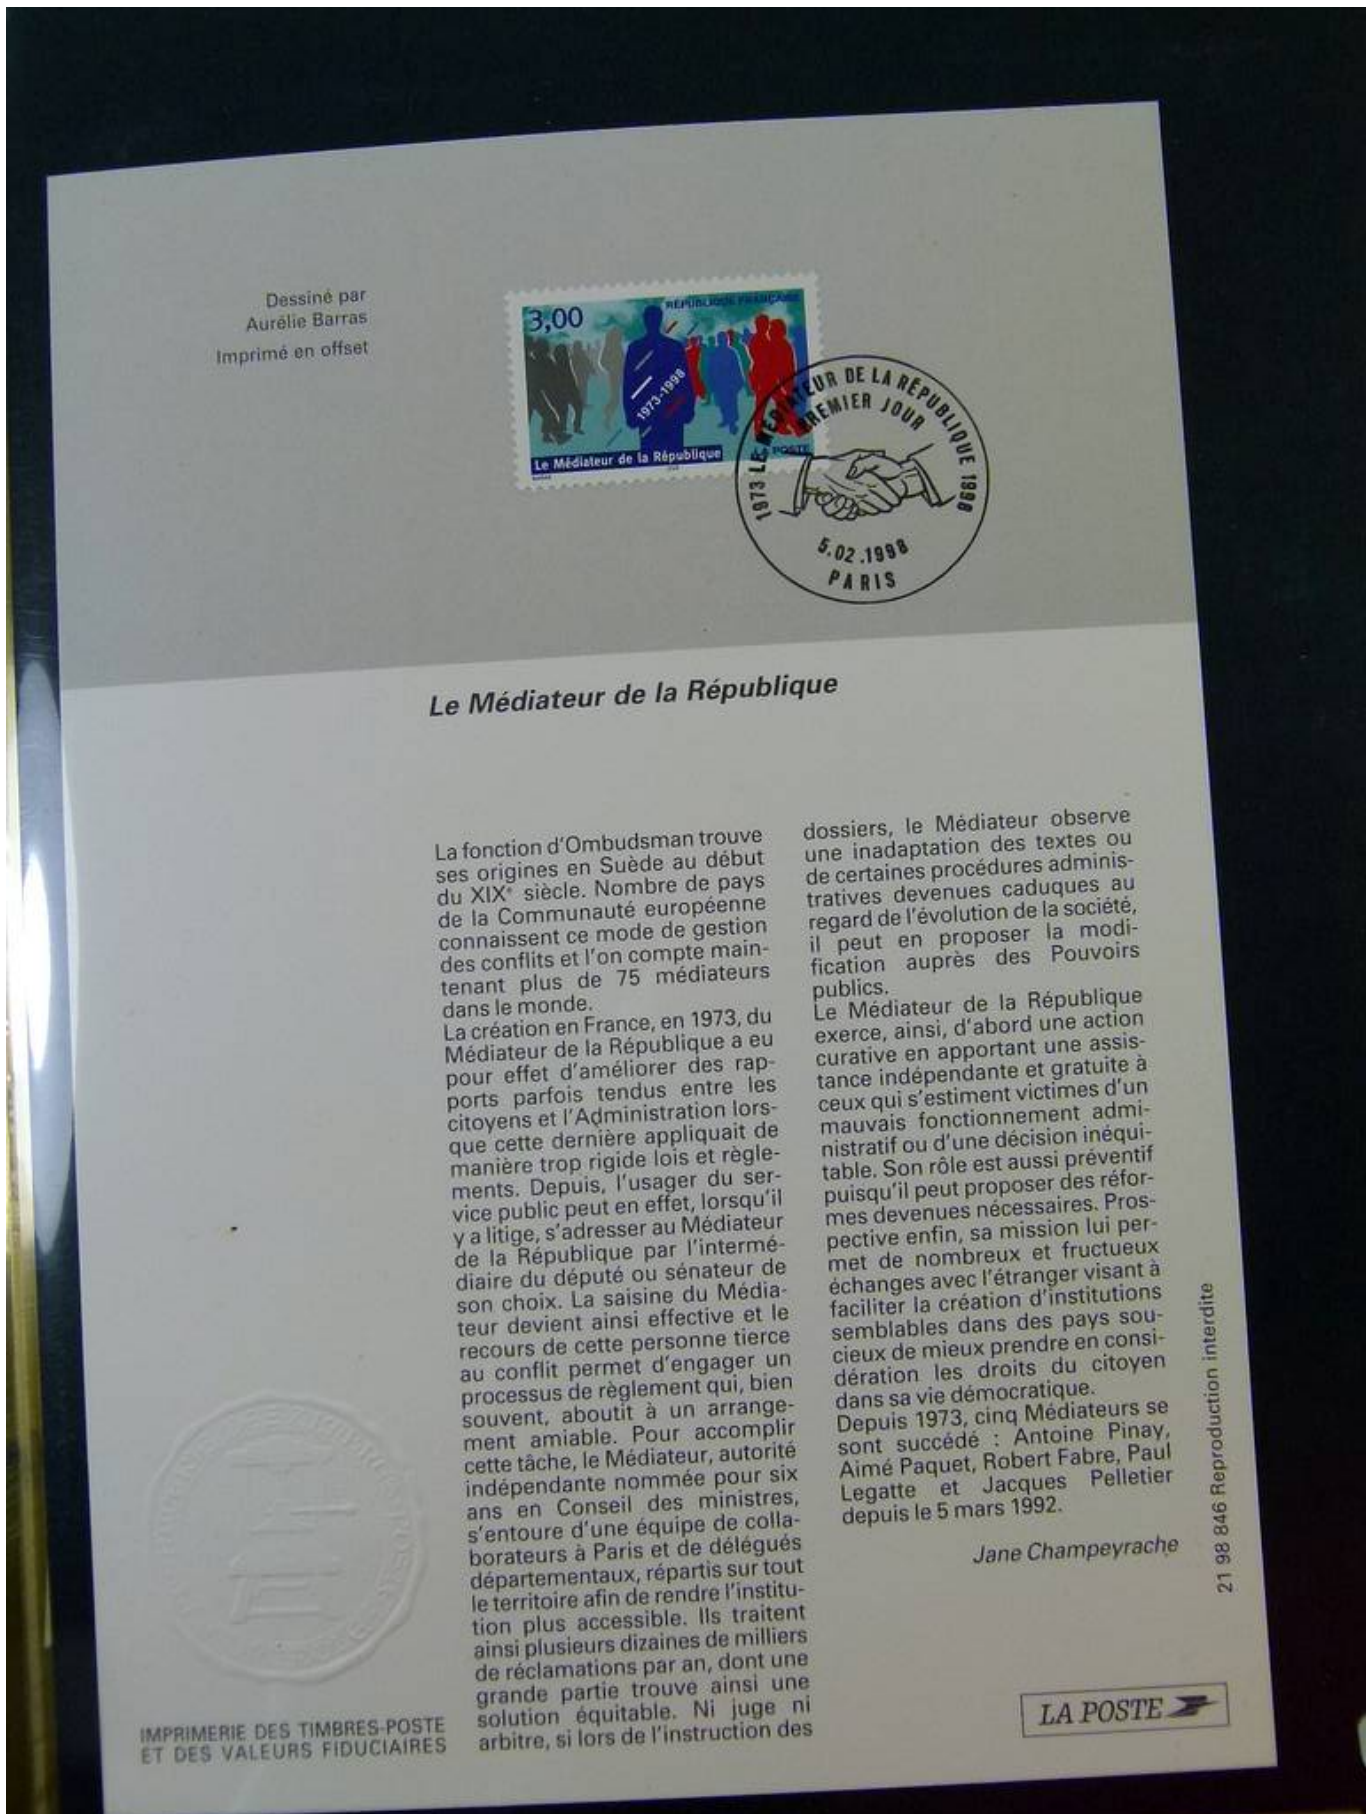 Dessiné par
Aurélie Barras
Imprimé en offset
3,00
RÉPUBLIQUE FRANÇAISE
1973-1998
Le Médiateur de la République
LA POSTE
1973 LE MÉDIATEUR DE LA RÉPUBLIQUE 1998
PREMIER JOUR
5.02.1998
PARIS
Le Médiateur de la République
La fonction d'Ombudsman trouve
ses origines en Suède au début
du XIXe siècle. Nombre de pays
de la Communauté européenne
connaissent ce mode de gestion
des conflits et l'on compte main-
tenant plus de 75 médiateurs
dans le monde.
La création en France, en 1973, du
Médiateur de la République a eu
pour effet d'améliorer des rap-
ports parfois tendus entre les
citoyens et l'Administration lors-
que cette dernière appliquait de
manière trop rigide lois et règle-
ments. Depuis, l'usager du ser-
vice public peut en effet, lorsqu'il
y a litige, s'adresser au Médiateur
de la République par l'intermé-
diaire du député ou sénateur de
son choix. La saisine du Média-
teur devient ainsi effective et le
recours de cette personne tierce
au conflit permet d'engager un
processus de règlement qui, bien
souvent, aboutit à un arrange-
ment amiable. Pour accomplir
cette tâche, le Médiateur, autorité
indépendante nommée pour six
ans en Conseil des ministres,
s'entoure d'une équipe de colla-
borateurs à Paris et de délégués
départementaux, répartis sur tout
le territoire afin de rendre l'institu-
tion plus accessible. Ils traitent
ainsi plusieurs dizaines de milliers
de réclamations par an, dont une
grande partie trouve ainsi une
solution équitable. Ni juge ni
arbitre, si lors de l'instruction des
dossiers, le Médiateur observe
une inadaptation des textes ou
de certaines procédures adminis-
tratives devenues caduques au
regard de l'évolution de la société,
il peut en proposer la modi-
fication auprès des Pouvoirs
publics.
Le Médiateur de la République
exerce, ainsi, d'abord une action
curative en apportant une assis-
tance indépendante et gratuite à
ceux qui s'estiment victimes d'un
mauvais fonctionnement admi-
nistratif ou d'une décision inéqui-
table. Son rôle est aussi préventif
puisqu'il peut proposer des réfor-
mes devenues nécessaires. Pros-
pective enfin, sa mission lui per-
met de nombreux et fructueux
échanges avec l'étranger visant à
faciliter la création d'institutions
semblables dans des pays sou-
cieux de mieux prendre en consi-
dération les droits du citoyen
dans sa vie démocratique.
Depuis 1973, cinq Médiateurs se
sont succédé : Antoine Pinay,
Aimé Paquet, Robert Fabre, Paul
Legatte et Jacques Pelletier
depuis le 5 mars 1992.
Jane Champeyrache
21 98 846 Reproduction interdite
IMPRIMERIE DES TIMBRES-POSTE
ET DES VALEURS FIDUCIAIRES
LA POSTE